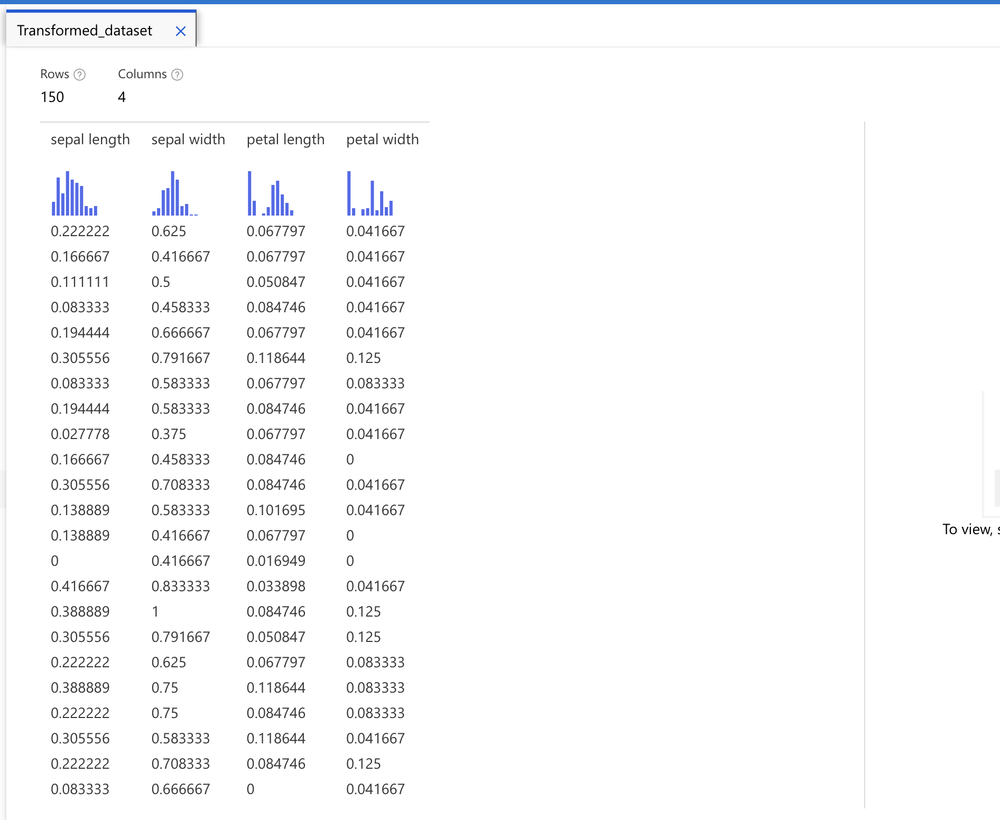 Transformed_dataset
Rows Columns
150 4
sepal length sepal width petal length petal width
0.222222 0.625 0.067797 0.041667
0.166667 0.416667 0.067797 0.041667
0.111111 0.5 0.050847 0.041667
0.083333 0.458333 0.084746 0.041667
0.194444 0.666667 0.067797 0.041667
0.305556 0.791667 0.118644 0.125
0.083333 0.583333 0.067797 0.083333
0.194444 0.583333 0.084746 0.041667
0.027778 0.375 0.067797 0.041667
0.166667 0.458333 0.084746 0
0.305556 0.708333 0.084746 0.041667
0.138889 0.583333 0.101695 0.041667
0.138889 0.416667 0.067797 0
0 0.416667 0.016949 0
0.416667 0.833333 0.033898 0.041667
0.388889 1 0.084746 0.125
0.305556 0.791667 0.050847 0.125
0.222222 0.625 0.067797 0.083333
0.388889 0.75 0.118644 0.083333
0.222222 0.75 0.084746 0.083333
0.305556 0.583333 0.118644 0.041667
0.222222 0.708333 0.084746 0.125
0.083333 0.666667 0 0.041667
To view,